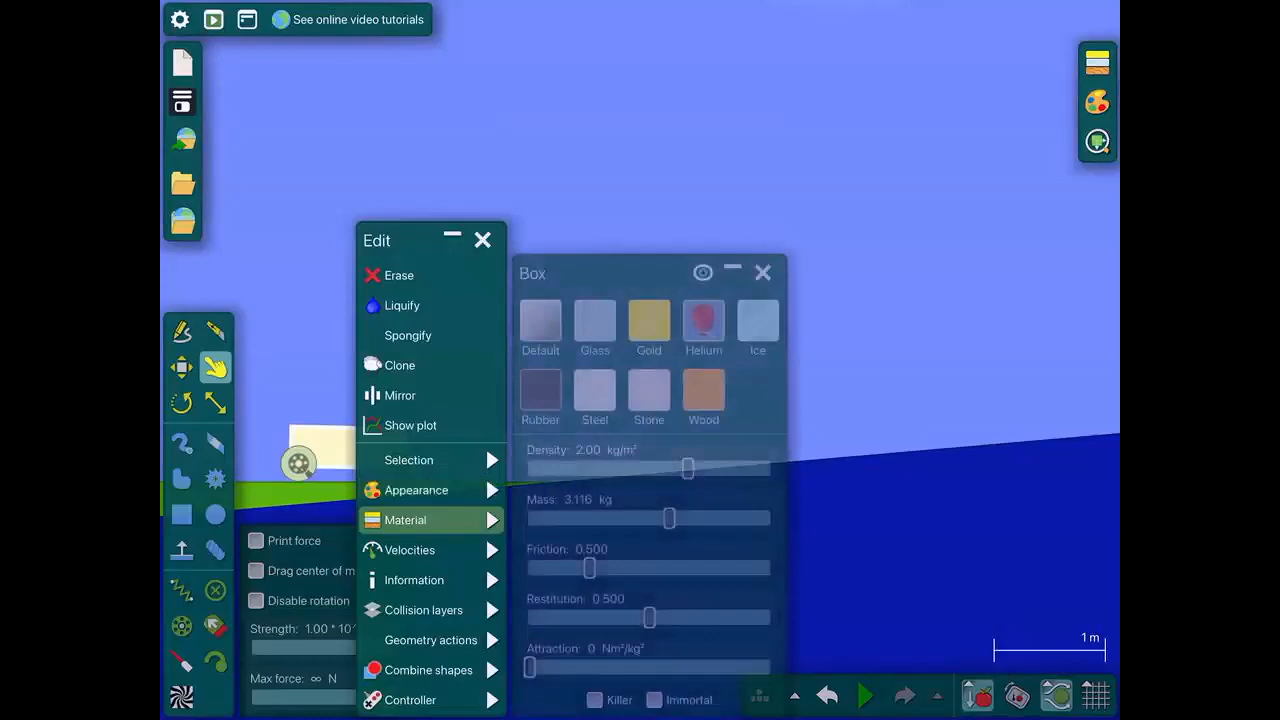 See online video tutorials
Edit
Erase
Liquify
Spongify
Clone
Mirror
Show plot
Selection
Appearance
Material
Velocities
Information
Collision layers
Geometry actions
Combine shapes
Controller
Box
Default
Glass
Gold
Helium
Ice
Rubber
Steel
Stone
Wood
Density: 2.00 kg/m²
Mass: 3.116 kg
Friction: 0.500
Restitution: 0.500
Attraction: 0 Nm²/kg²
Killer
Immortal
Print force
Drag center of m
Disable rotation
Strength: 1.00 * 10
Max force: ∞ N
1 m